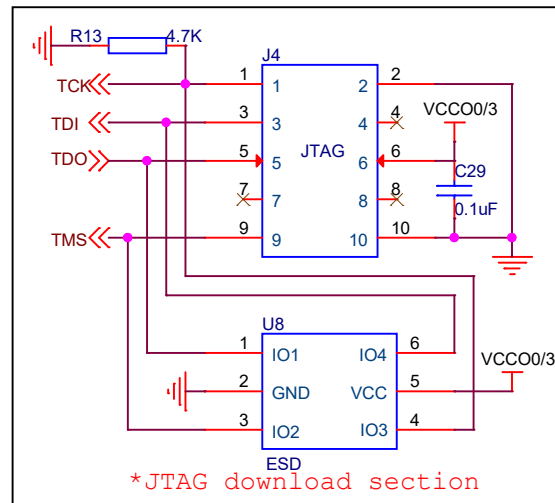 R13 4.7K
J4
TCK 1 1 2 2
VCCO0/3
TDI 3 3 4 4
JTAG
TDO 5 5 6 6
C29
7 7 8 8
0.1uF
TMS 9 9 10 10
U8
1 IO1 IO4 6
VCCO0/3
2 GND VCC 5
3 IO2 IO3 4
ESD
*JTAG download section